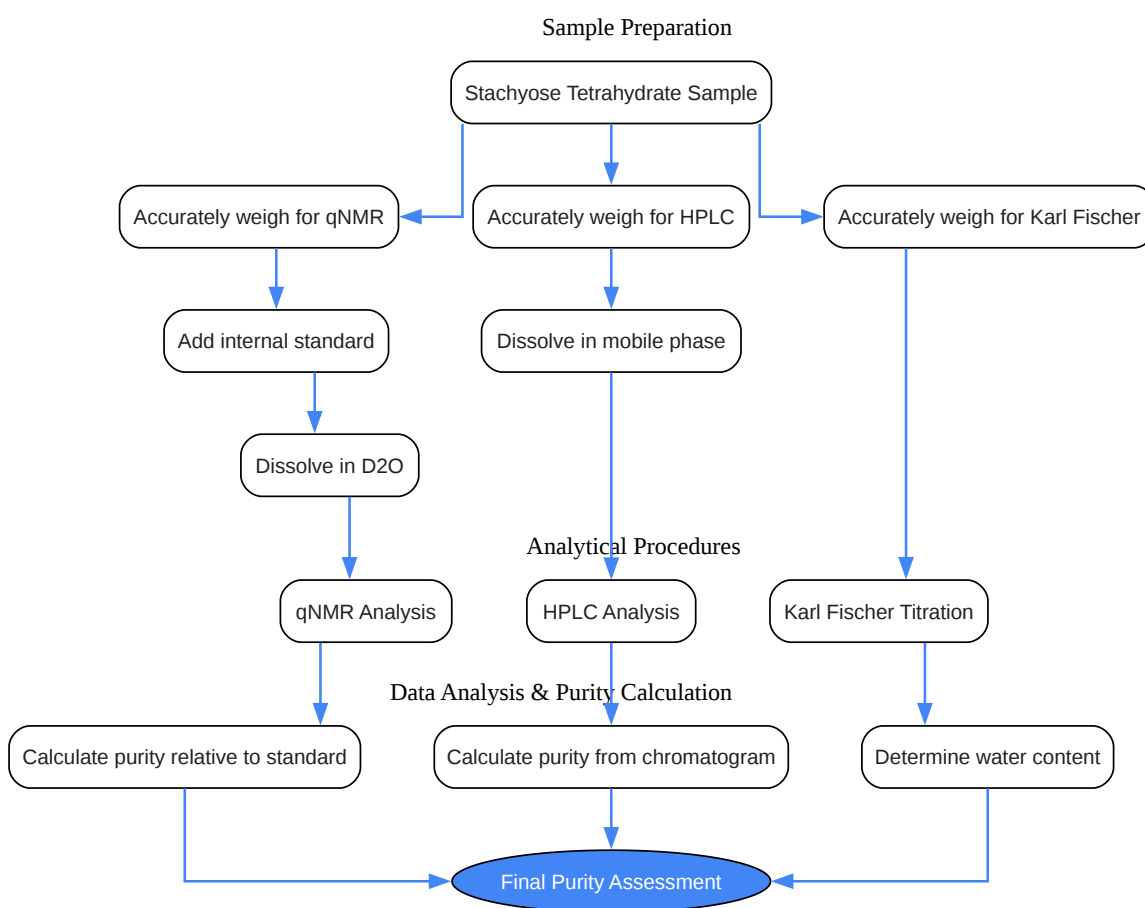 Sample Preparation
Stachyose Tetrahydrate Sample
Accurately weigh for qNMR
Accurately weigh for HPLC
Accurately weigh for Karl Fischer
Add internal standard
Dissolve in mobile phase
Dissolve in D2O
Analytical Procedures
qNMR Analysis
HPLC Analysis
Karl Fischer Titration
Data Analysis & Purity Calculation
Calculate purity relative to standard
Calculate purity from chromatogram
Determine water content
Final Purity Assessment